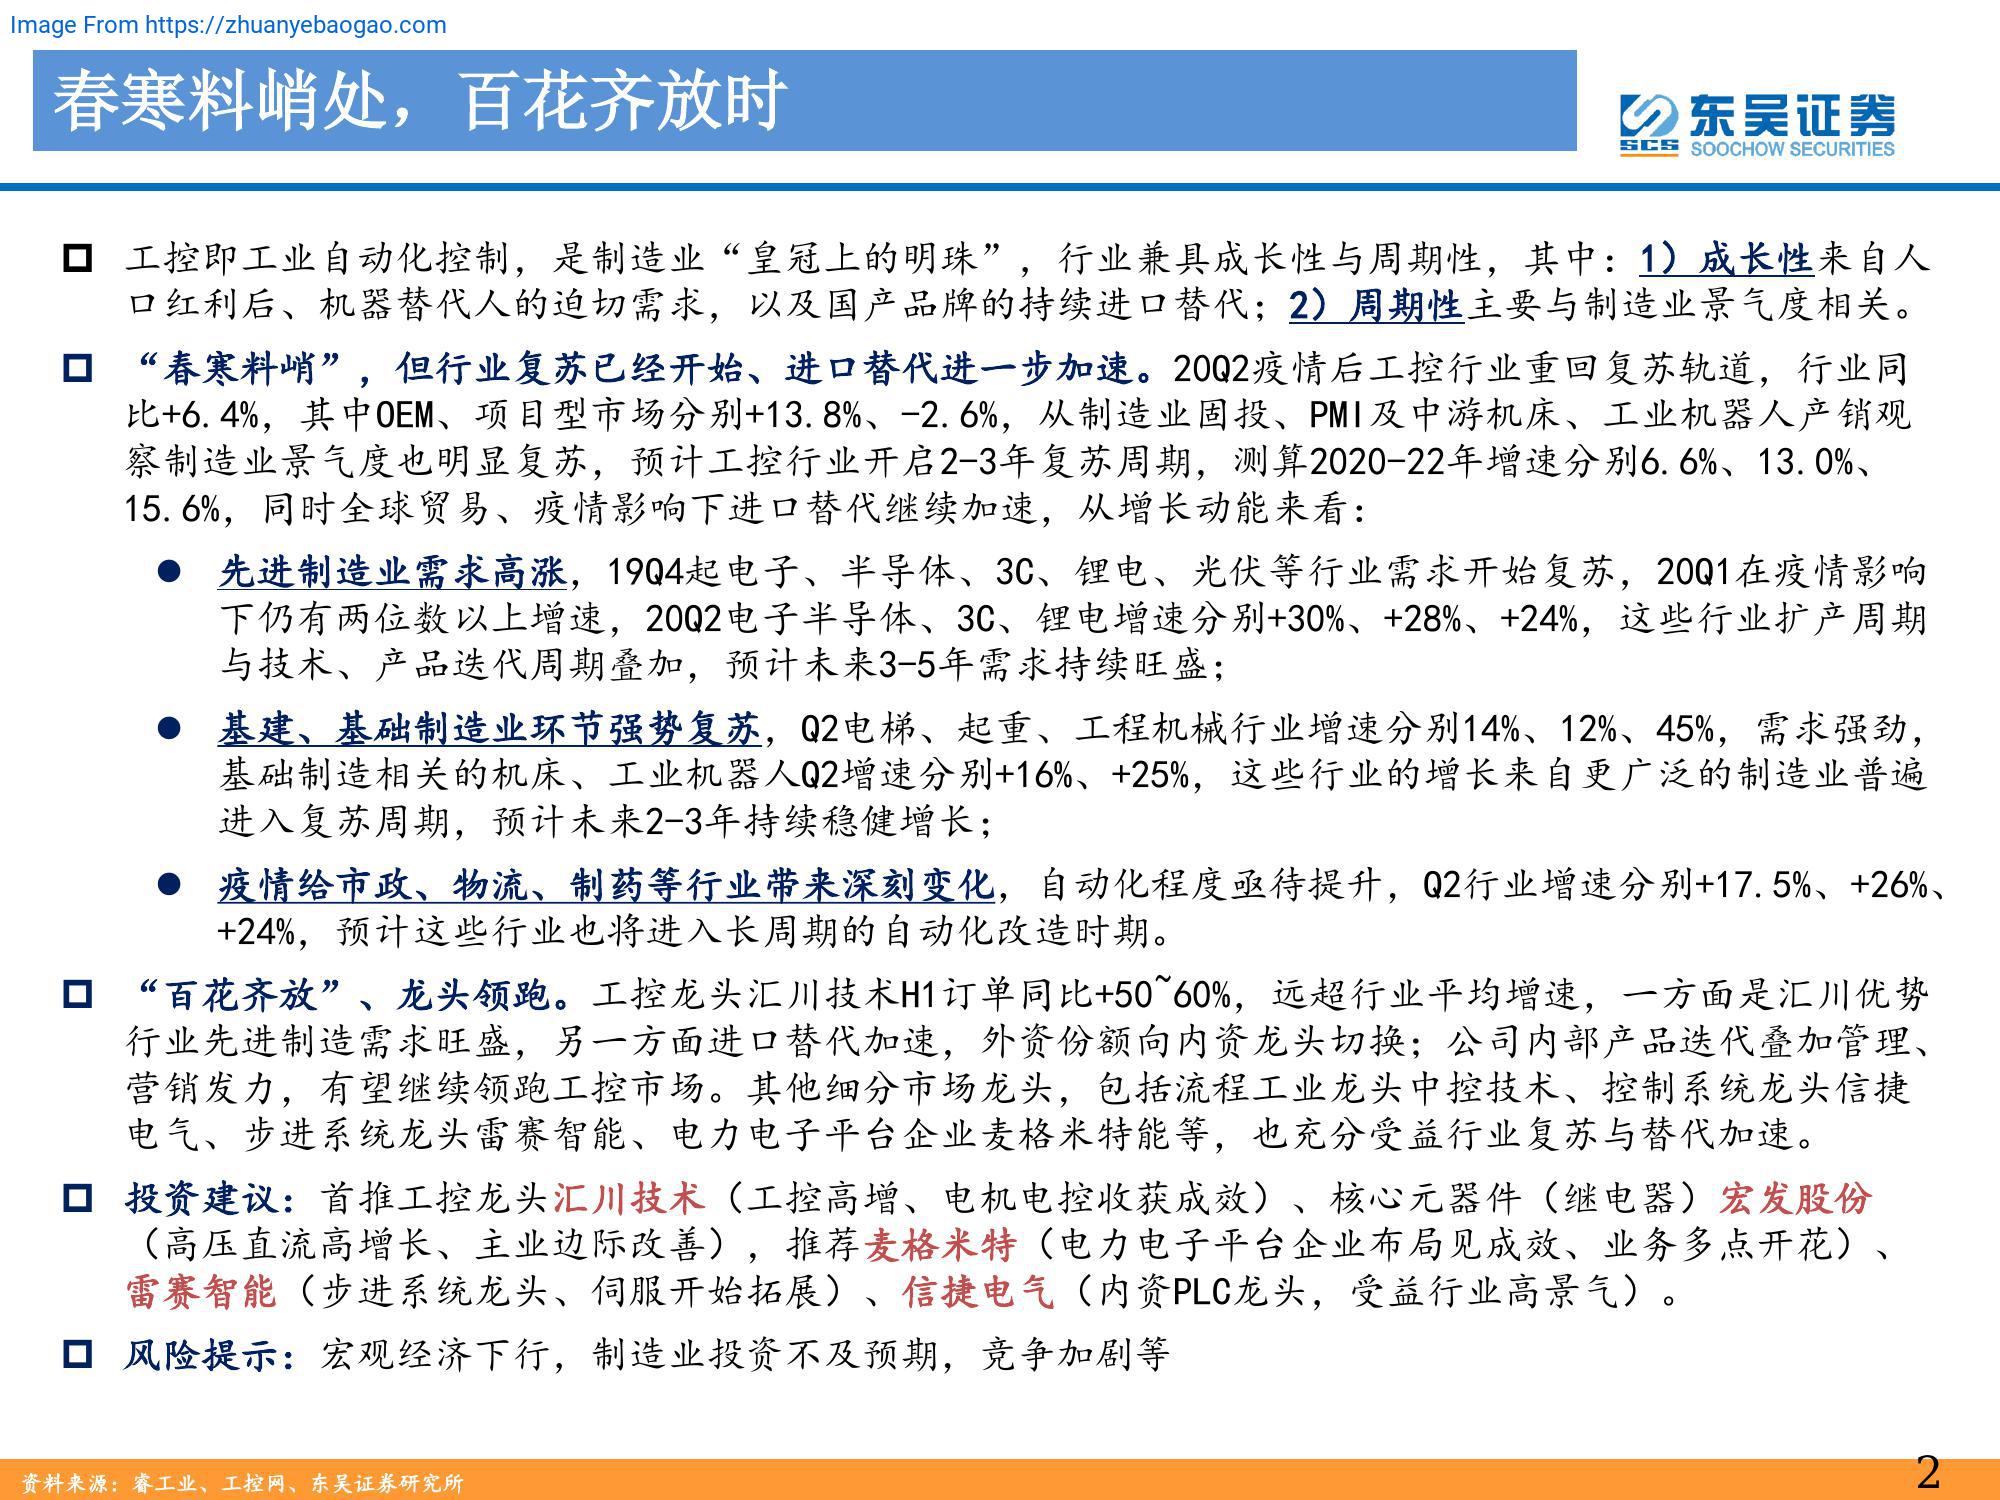 Image From https://zhuanyebaogao.com
春寒料峭处，百花齐放时
东吴证券
SCS SOOCHOW SECURITIES
工控即工业自动化控制，是制造业“皇冠上的明珠”，行业兼具成长性与周期性，其中：1）成长性来自人
口红利后、机器替代人的迫切需求，以及国产品牌的持续进口替代；2）周期性主要与制造业景气度相关。
“春寒料峭”，但行业复苏已经开始、进口替代进一步加速。20Q2疫情后工控行业重回复苏轨道，行业同
比+6.4%，其中OEM、项目型市场分别+13.8%、-2.6%，从制造业固投、PMI及中游机床、工业机器人产销观
察制造业景气度也明显复苏，预计工控行业开启2-3年复苏周期，测算2020-22年增速分别6.6%、13.0%、
15.6%，同时全球贸易、疫情影响下进口替代继续加速，从增长动能来看：
先进制造业需求高涨，19Q4起电子、半导体、3C、锂电、光伏等行业需求开始复苏，20Q1在疫情影响
下仍有两位数以上增速，20Q2电子半导体、3C、锂电增速分别+30%、+28%、+24%，这些行业扩产周期
与技术、产品迭代周期叠加，预计未来3-5年需求持续旺盛；
基建、基础制造业环节强势复苏，Q2电梯、起重、工程机械行业增速分别14%、12%、45%，需求强劲，
基础制造相关的机床、工业机器人Q2增速分别+16%、+25%，这些行业的增长来自更广泛的制造业普遍
进入复苏周期，预计未来2-3年持续稳健增长；
疫情给市政、物流、制药等行业带来深刻变化，自动化程度亟待提升，Q2行业增速分别+17.5%、+26%、
+24%，预计这些行业也将进入长周期的自动化改造时期。
“百花齐放”、龙头领跑。工控龙头汇川技术H1订单同比+50~60%，远超行业平均增速，一方面是汇川优势
行业先进制造需求旺盛，另一方面进口替代加速，外资份额向内资龙头切换；公司内部产品迭代叠加管理、
营销发力，有望继续领跑工控市场。其他细分市场龙头，包括流程工业龙头中控技术、控制系统龙头信捷
电气、步进系统龙头雷赛智能、电力电子平台企业麦格米特能等，也充分受益行业复苏与替代加速。
投资建议：首推工控龙头汇川技术（工控高增、电机电控收获成效）、核心元器件（继电器）宏发股份
（高压直流高增长、主业边际改善），推荐麦格米特（电力电子平台企业布局见成效、业务多点开花）、
雷赛智能（步进系统龙头、伺服开始拓展）、信捷电气（内资PLC龙头，受益行业高景气）。
风险提示：宏观经济下行，制造业投资不及预期，竞争加剧等
资料来源：睿工业、工控网、东吴证券研究所
2